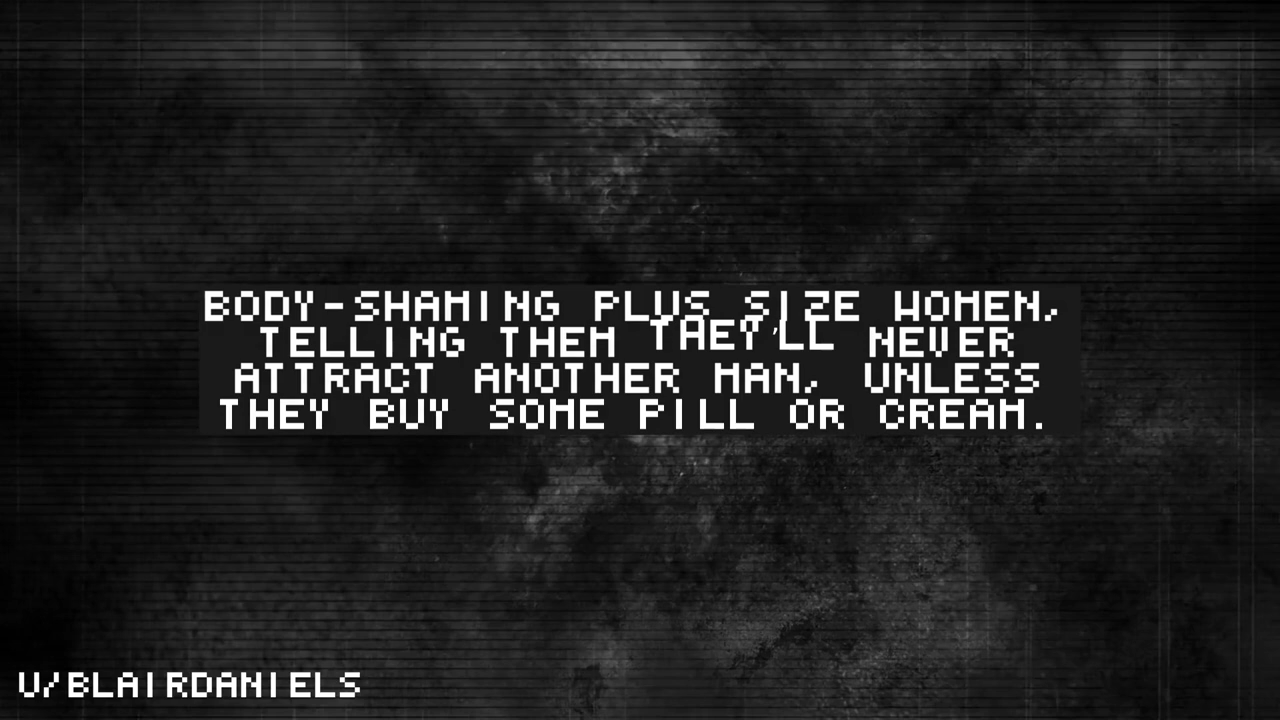 BODY-SHAMING PLUS SIZE WOMEN,
TELLING THEM THEY'LL NEVER
ATTRACT ANOTHER MAN, UNLESS
THEY BUY SOME PILL OR CREAM.
U/BLAIRDANIELS